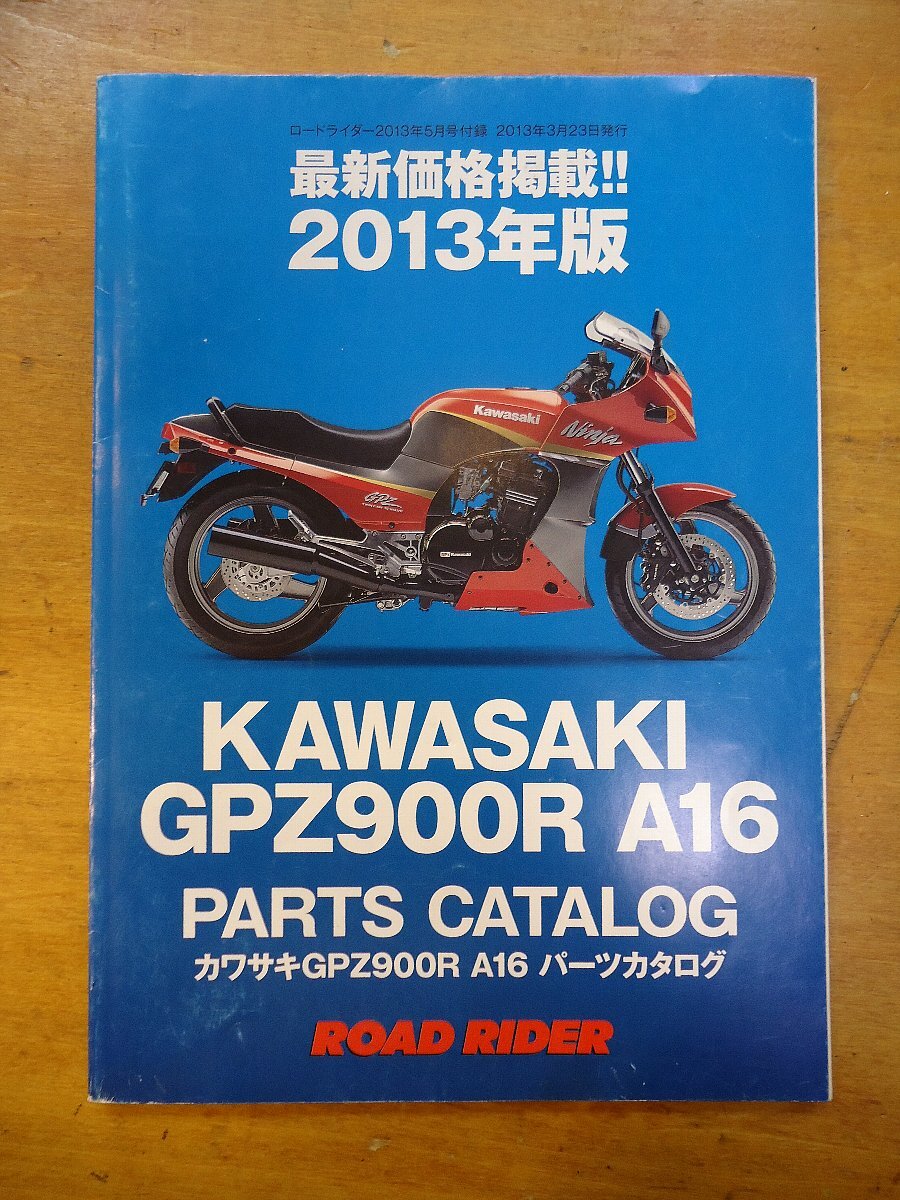 ロードライダー2013年5月号付録 2013年3月23日発行
最新価格掲載!!
2013年版
Kawasaki
Ninja
GPZ
Kawasaki
KAWASAKI
GPZ900R A16
PARTS CATALOG
カワサキGPZ900R A16 パーツカタログ
ROAD RIDER